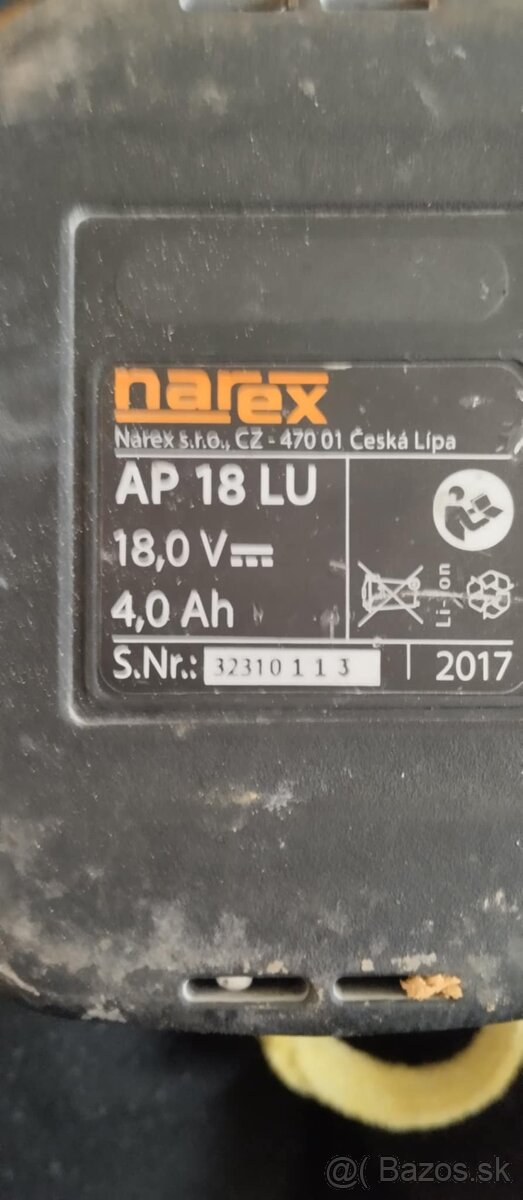 narex
Narex s.r.o., CZ - 470 01 Česká Lípa
AP 18 LU
18,0 V
4,0 Ah
Li-ion
S.Nr.: 32310 1 1 3 | 2017
@( Bazos.sk